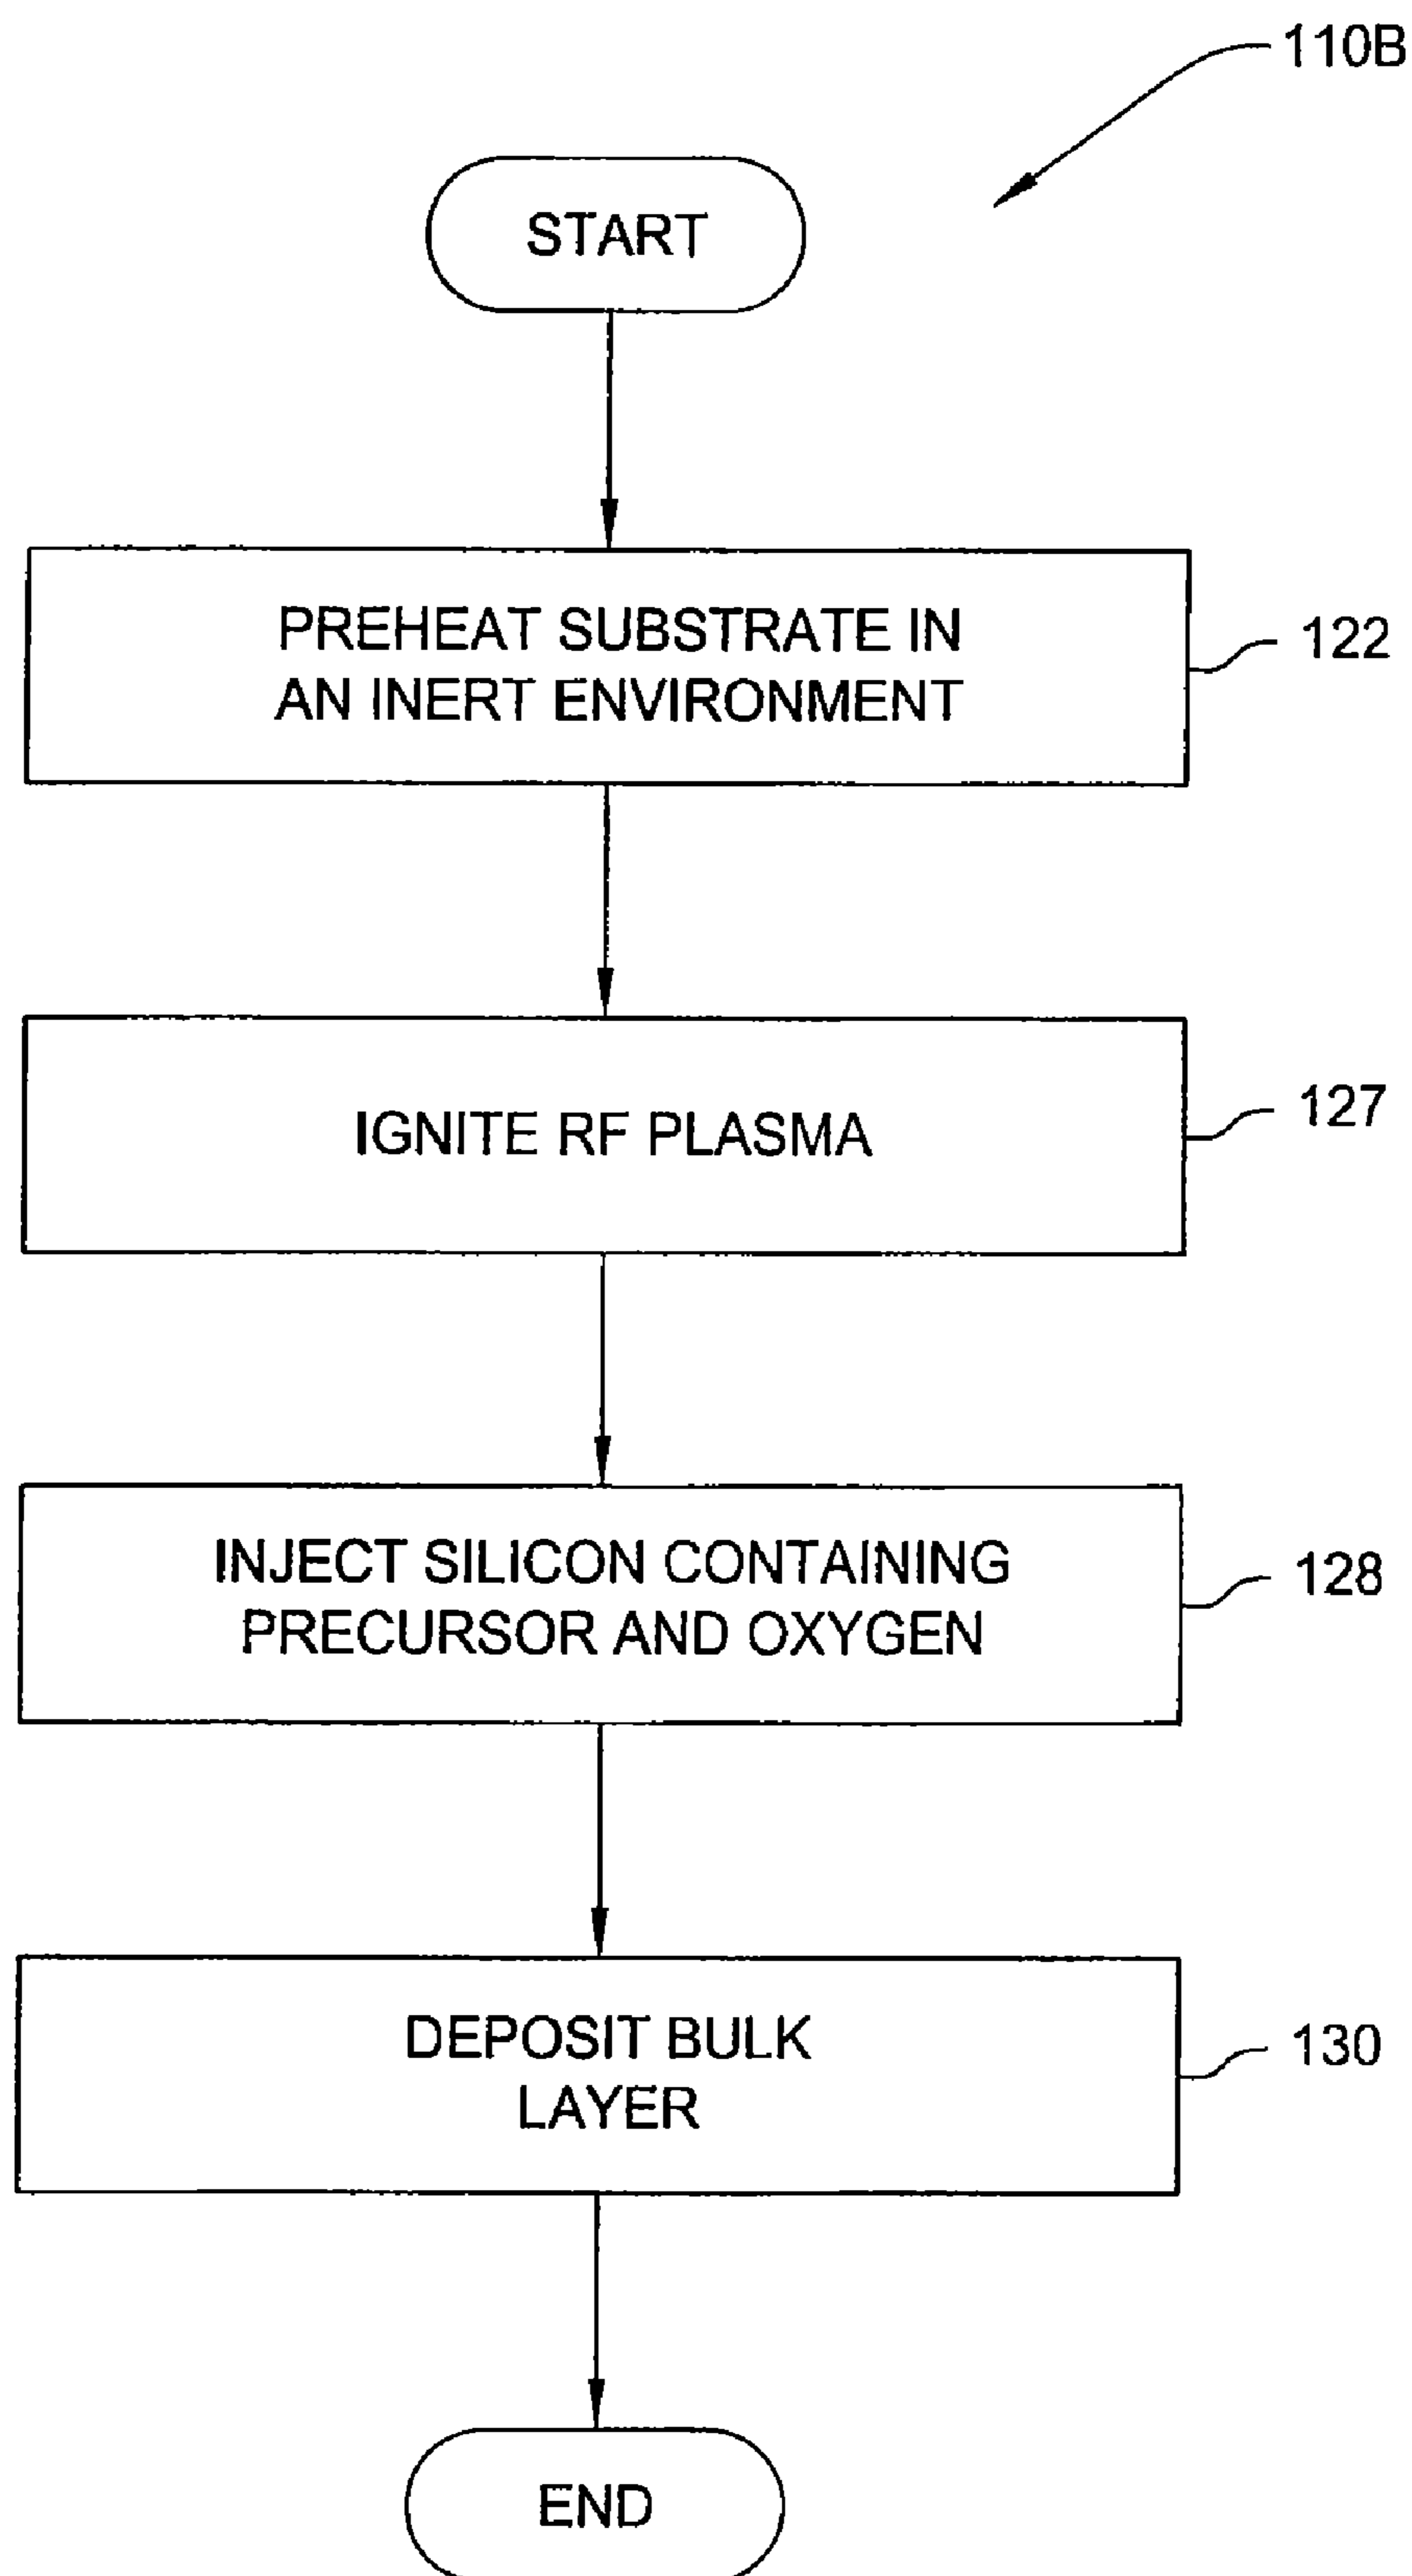 110B
START
PREHEAT SUBSTRATE IN
AN INERT ENVIRONMENT
122
IGNITE RF PLASMA
127
INJECT SILICON CONTAINING
PRECURSOR AND OXYGEN
128
DEPOSIT BULK
LAYER
130
END